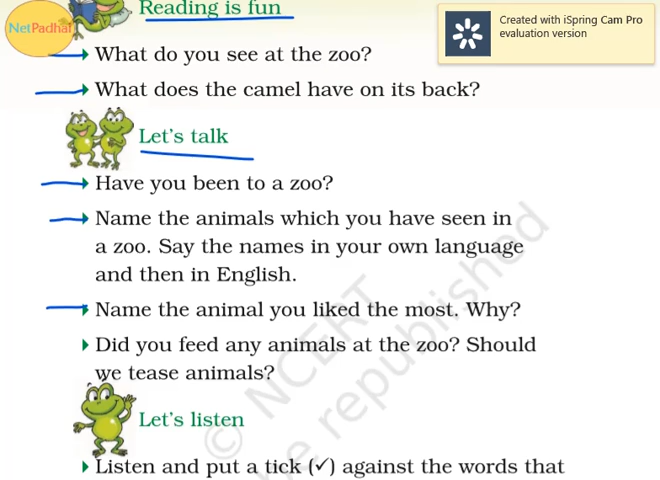 Reading is fun
NetPadhai
Created with iSpring Cam Pro
evaluation version
What do you see at the zoo?
What does the camel have on its back?
Let's talk
Have you been to a zoo?
Name the animals which you have seen in
a zoo. Say the names in your own language
and then in English.
Name the animal you liked the most. Why?
Did you feed any animals at the zoo? Should
we tease animals?
Let's listen
Listen and put a tick (✓) against the words that
© NCERT
be republished